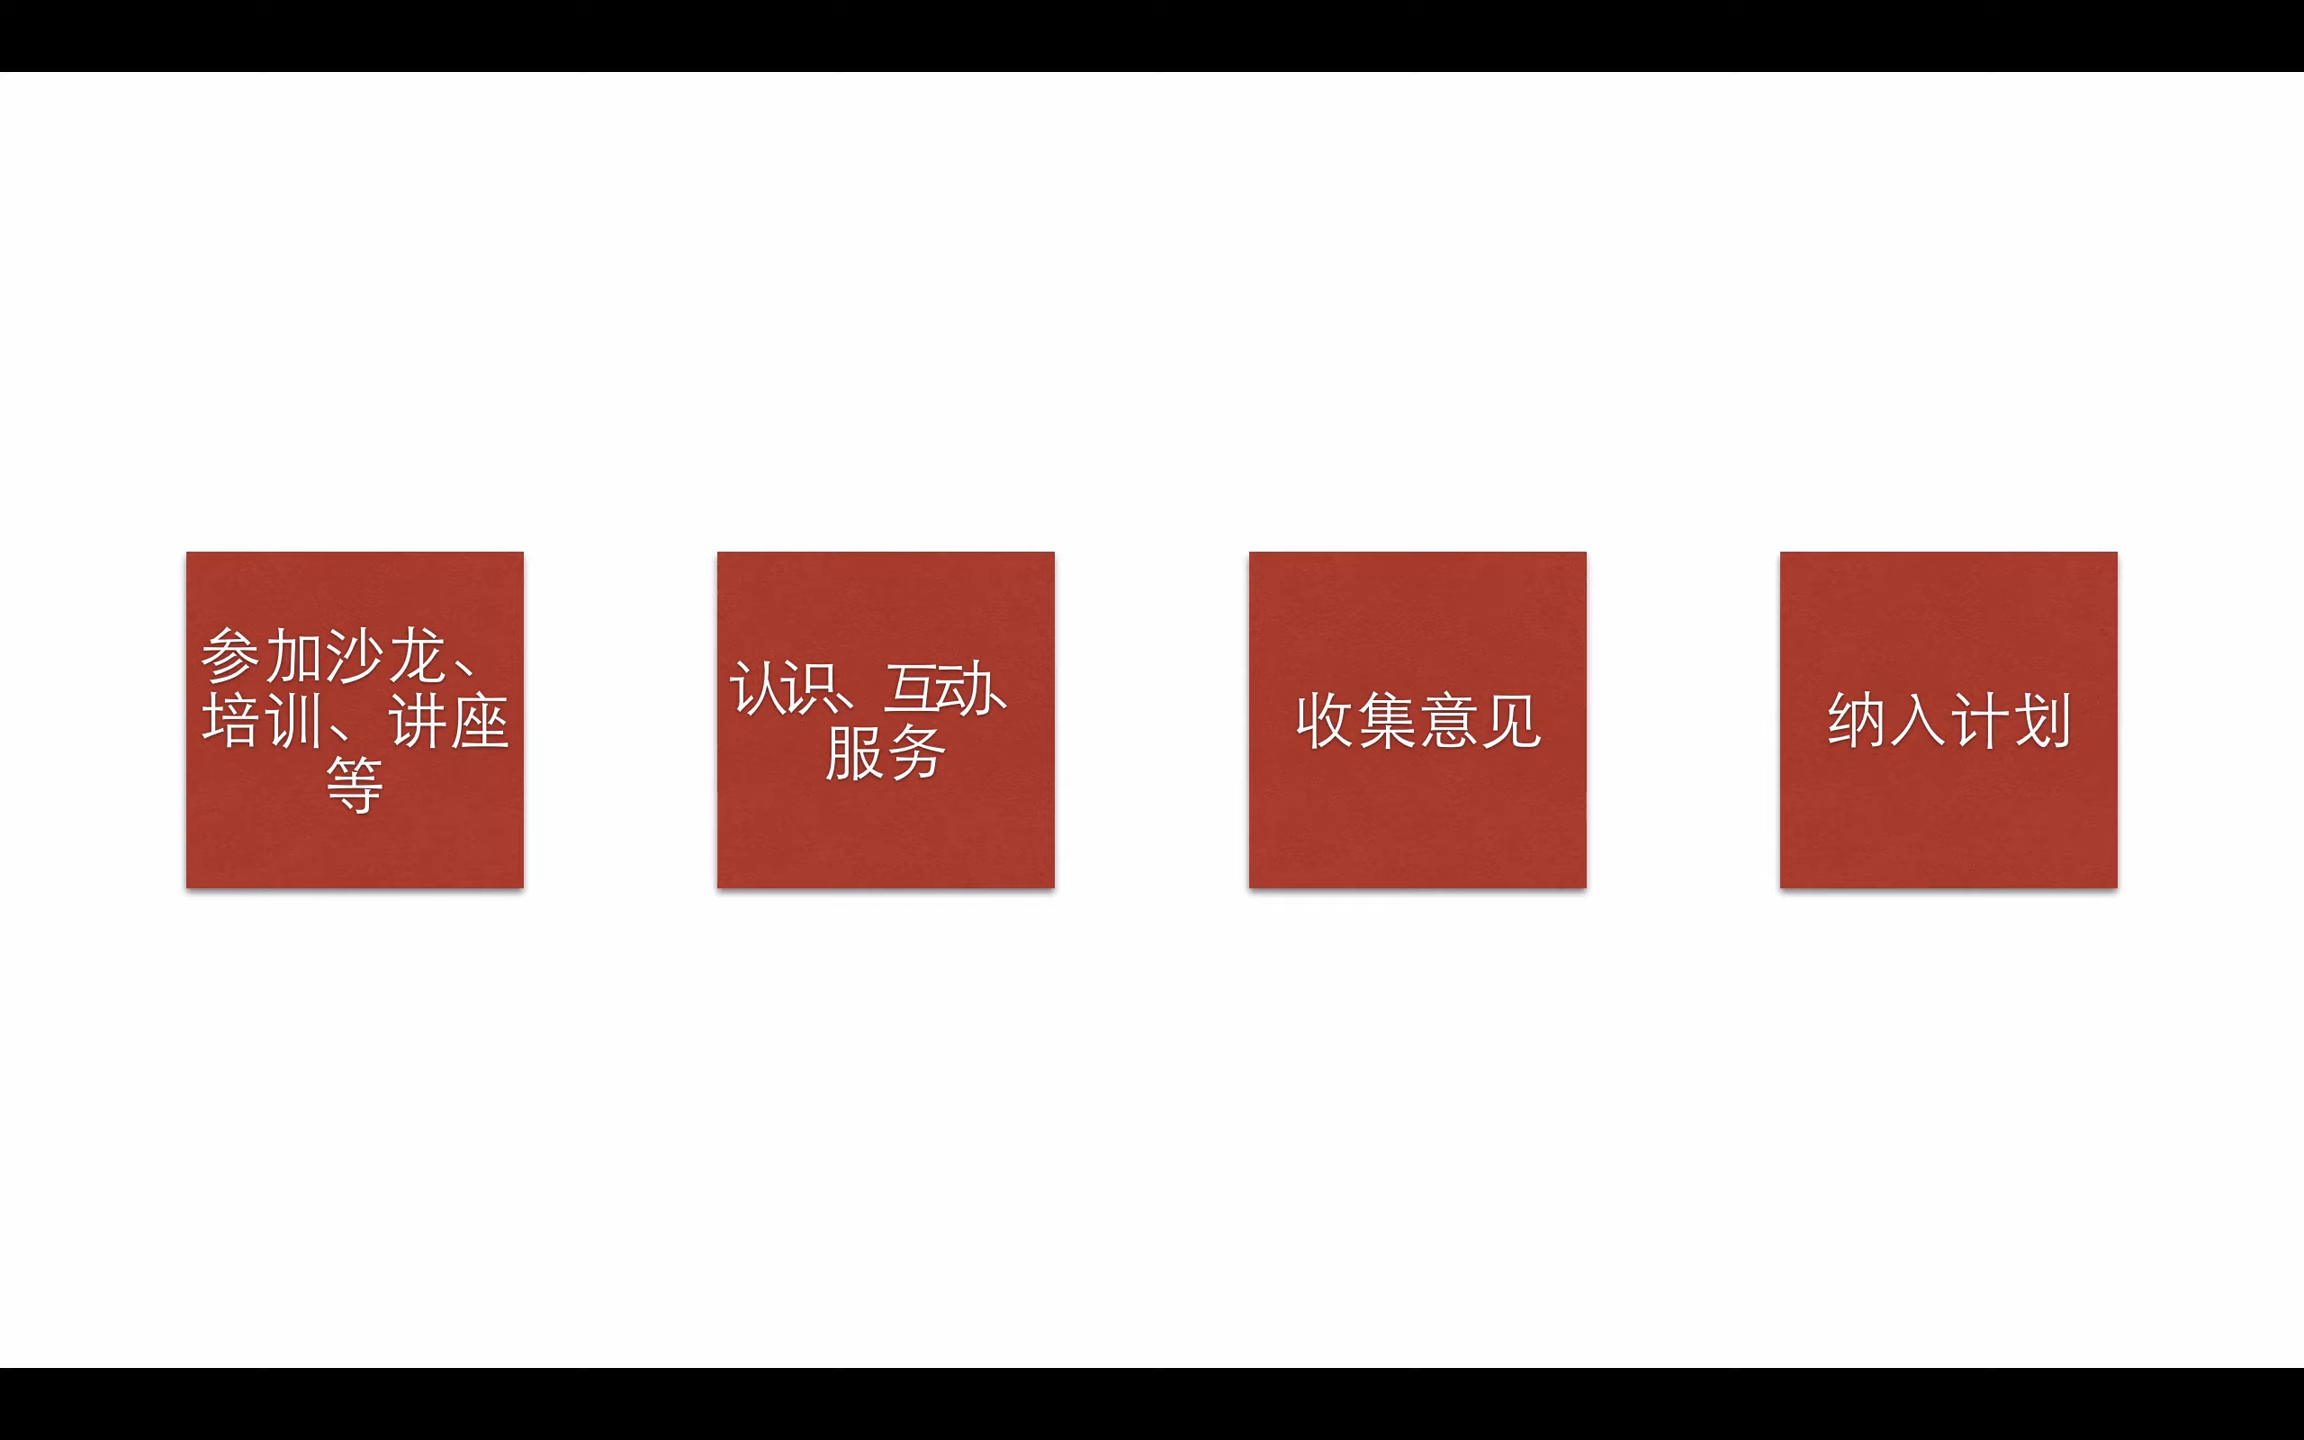 参加沙龙、
培训、讲座
等
认识、互动、
服务
收集意见
纳入计划